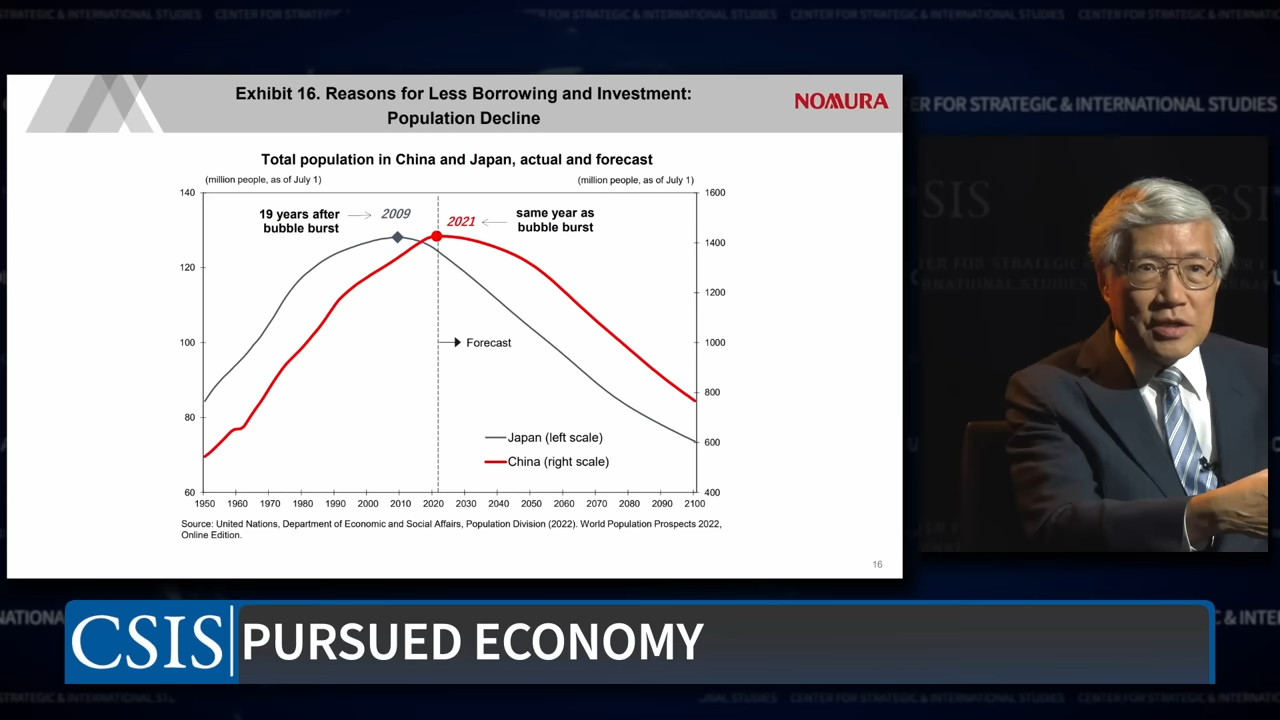 CENTER FOR STRATEGIC & INTERNATIONAL STUDIES
Exhibit 16. Reasons for Less Borrowing and Investment:
Population Decline
NOMURA
Total population in China and Japan, actual and forecast
(million people, as of July 1)
(million people, as of July 1)
140
120
100
80
60
1600
1400
1200
1000
800
600
400
19 years after
bubble burst
2009
2021
same year as
bubble burst
Forecast
Japan (left scale)
China (right scale)
1950 1960 1970 1980 1990 2000 2010 2020 2030 2040 2050 2060 2070 2080 2090 2100
Source: United Nations, Department of Economic and Social Affairs, Population Division (2022). World Population Prospects 2022,
Online Edition.
16
ER FOR STRATEGIC & INTERNATIONAL STUDIES
CSIS
PURSUED ECONOMY